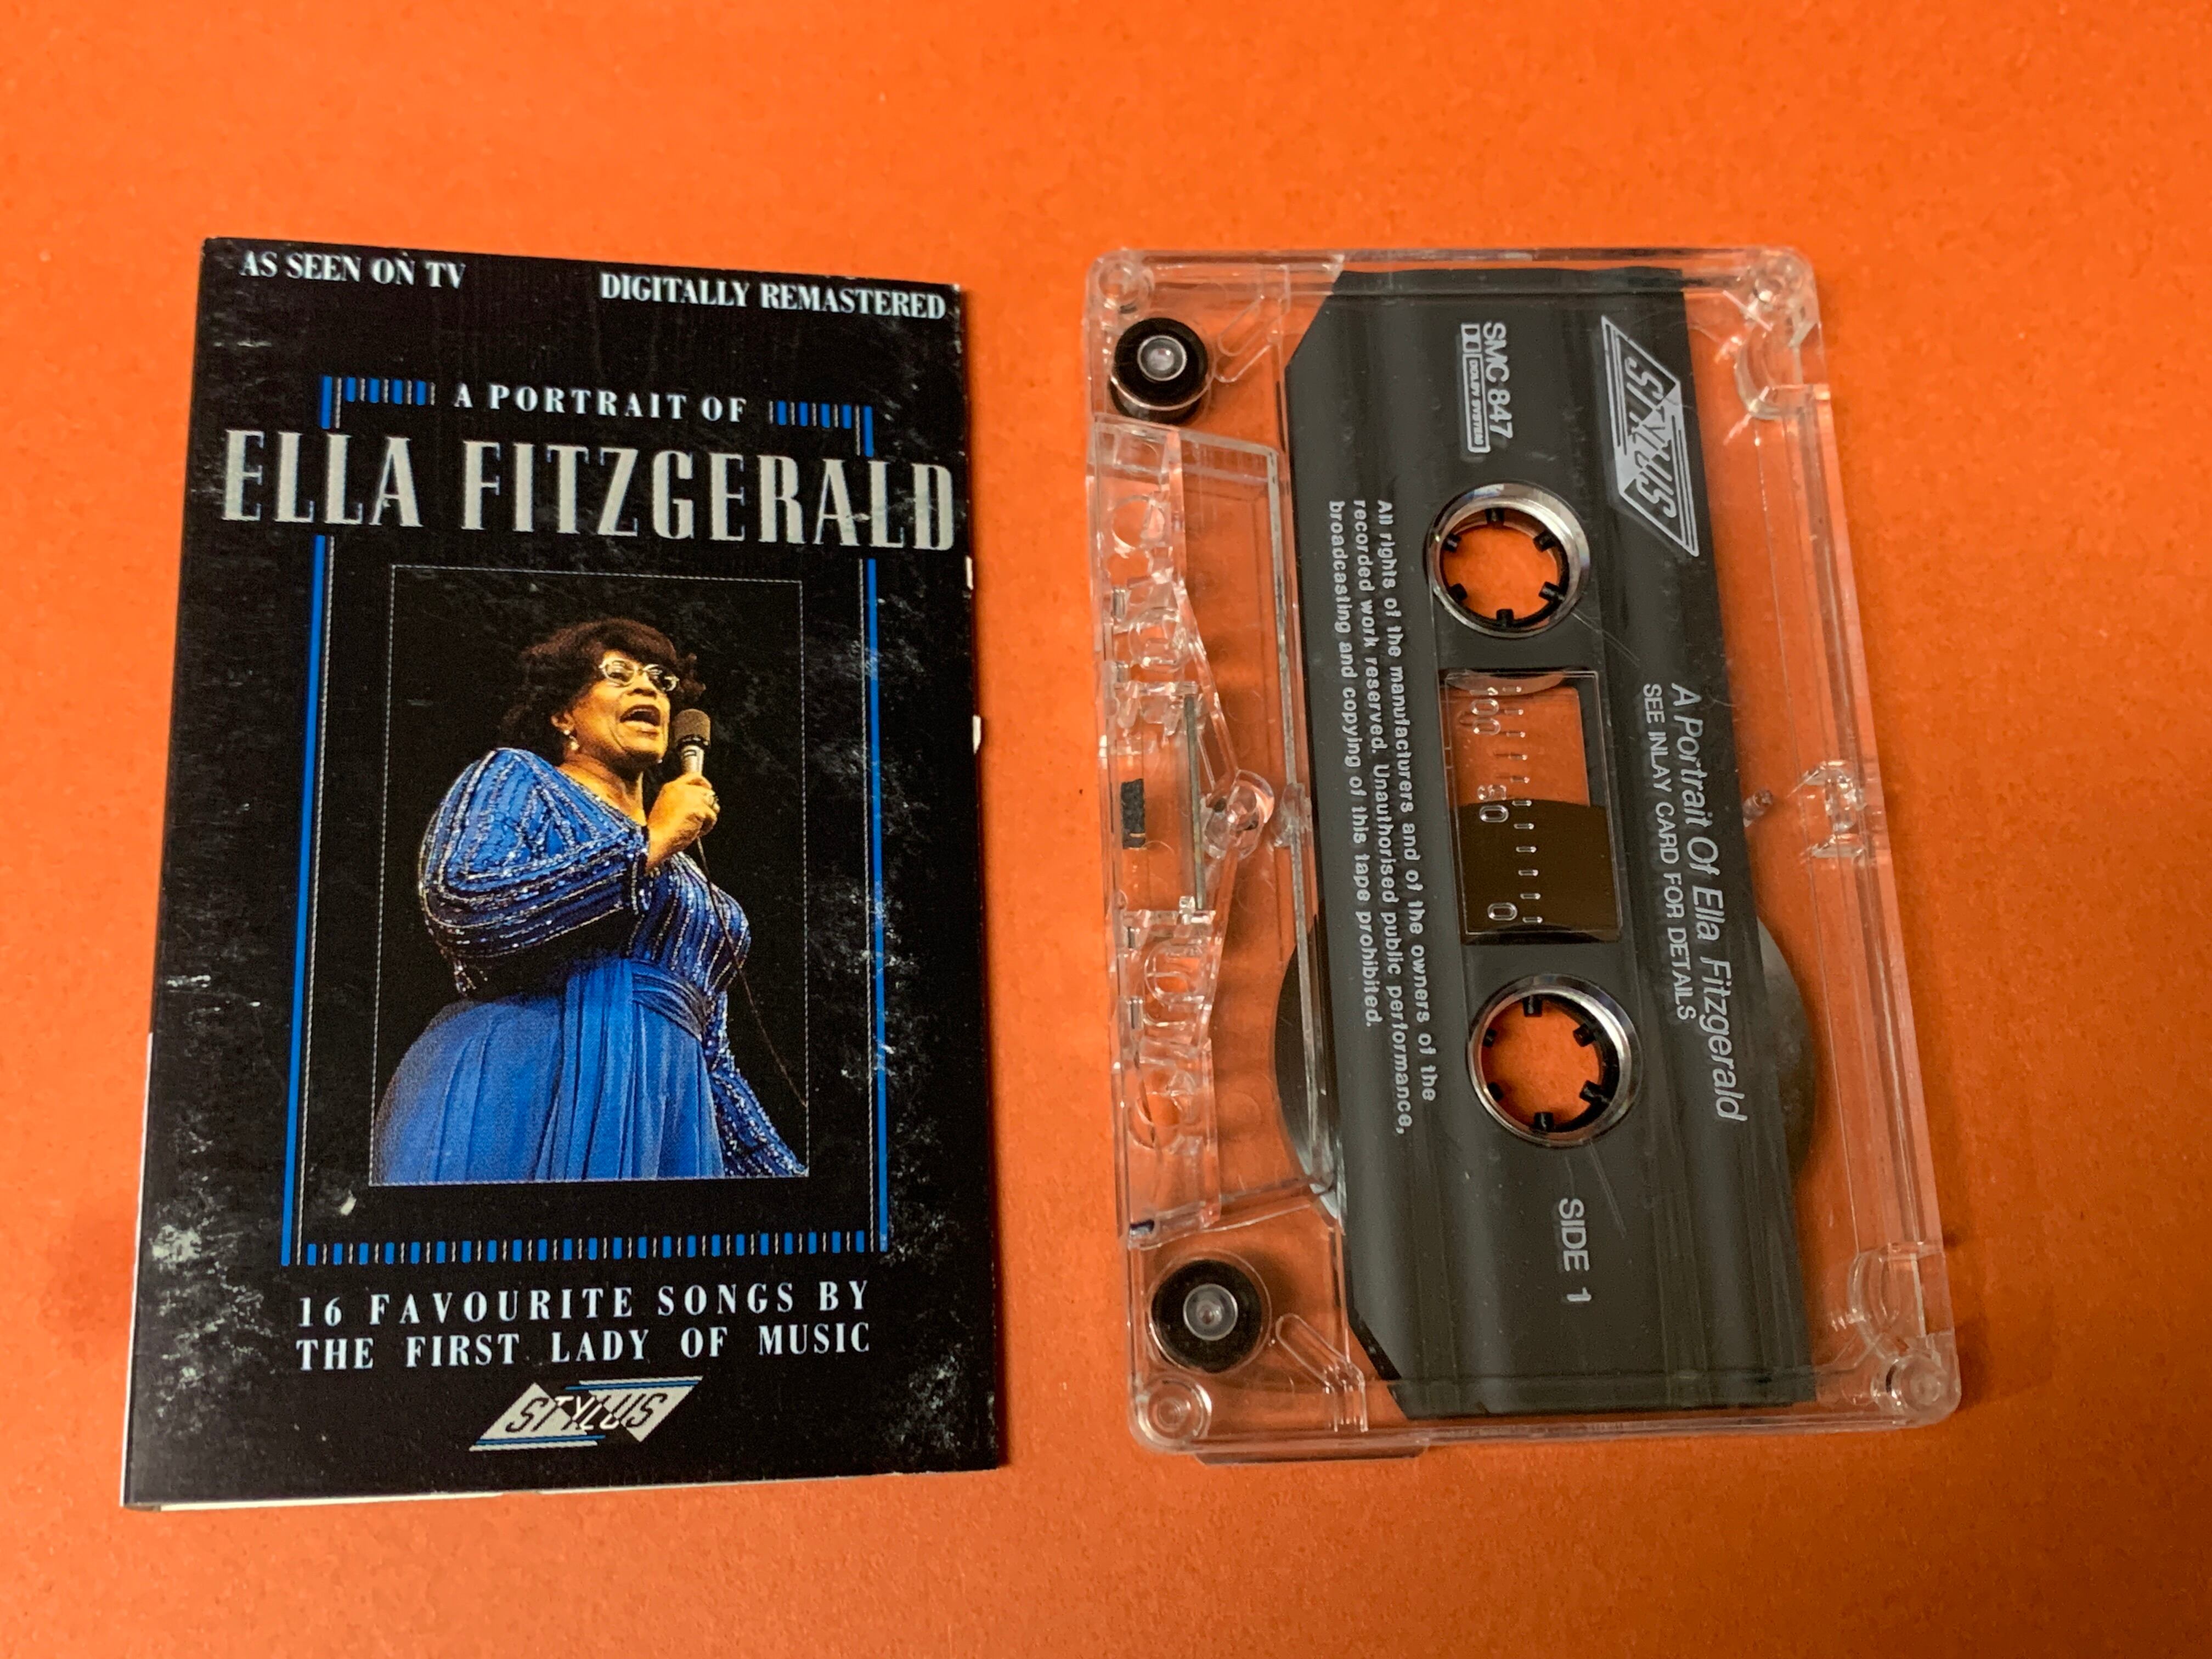 AS SEEN ON TV
DIGITALLY REMASTERED
A PORTRAIT OF
ELLA FITZGERALD
16 FAVOURITE SONGS BY
THE FIRST LADY OF MUSIC
STYLUS
STYLUS
A Portrait Of Ella Fitzgerald
SEE INLAY CARD FOR DETAILS
SMC 847
DOLBY SYSTEM
100 50 0
SIDE 1
All rights of the manufacturers and of the owners of the
recorded work reserved. Unauthorised public performance,
broadcasting and copying of this tape prohibited.